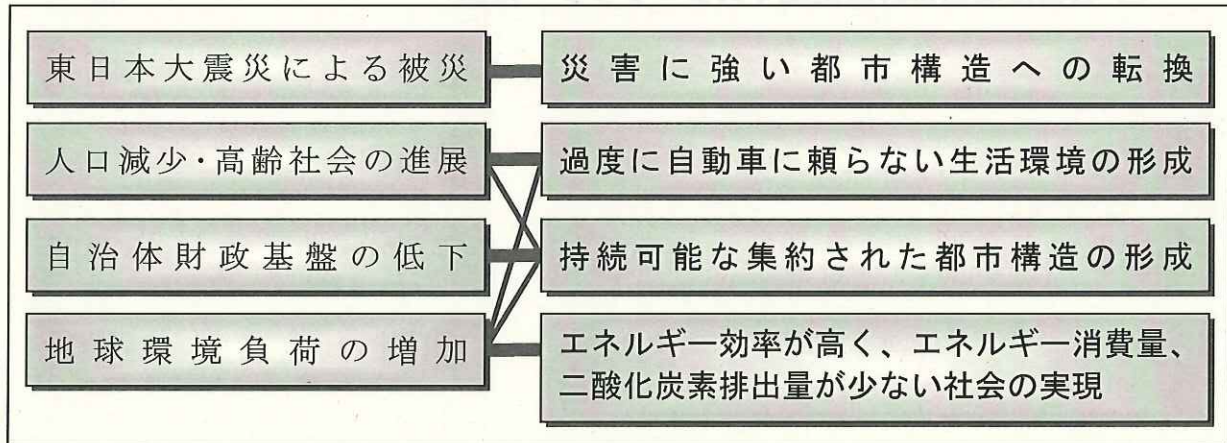 東日本大震災による被災
災害に強い都市構造への転換
人口減少・高齢社会の進展
過度に自動車に頼らない生活環境の形成
自治体財政基盤の低下
持続可能な集約された都市構造の形成
地球環境負荷の増加
エネルギー効率が高く、エネルギー消費量、
二酸化炭素排出量が少ない社会の実現